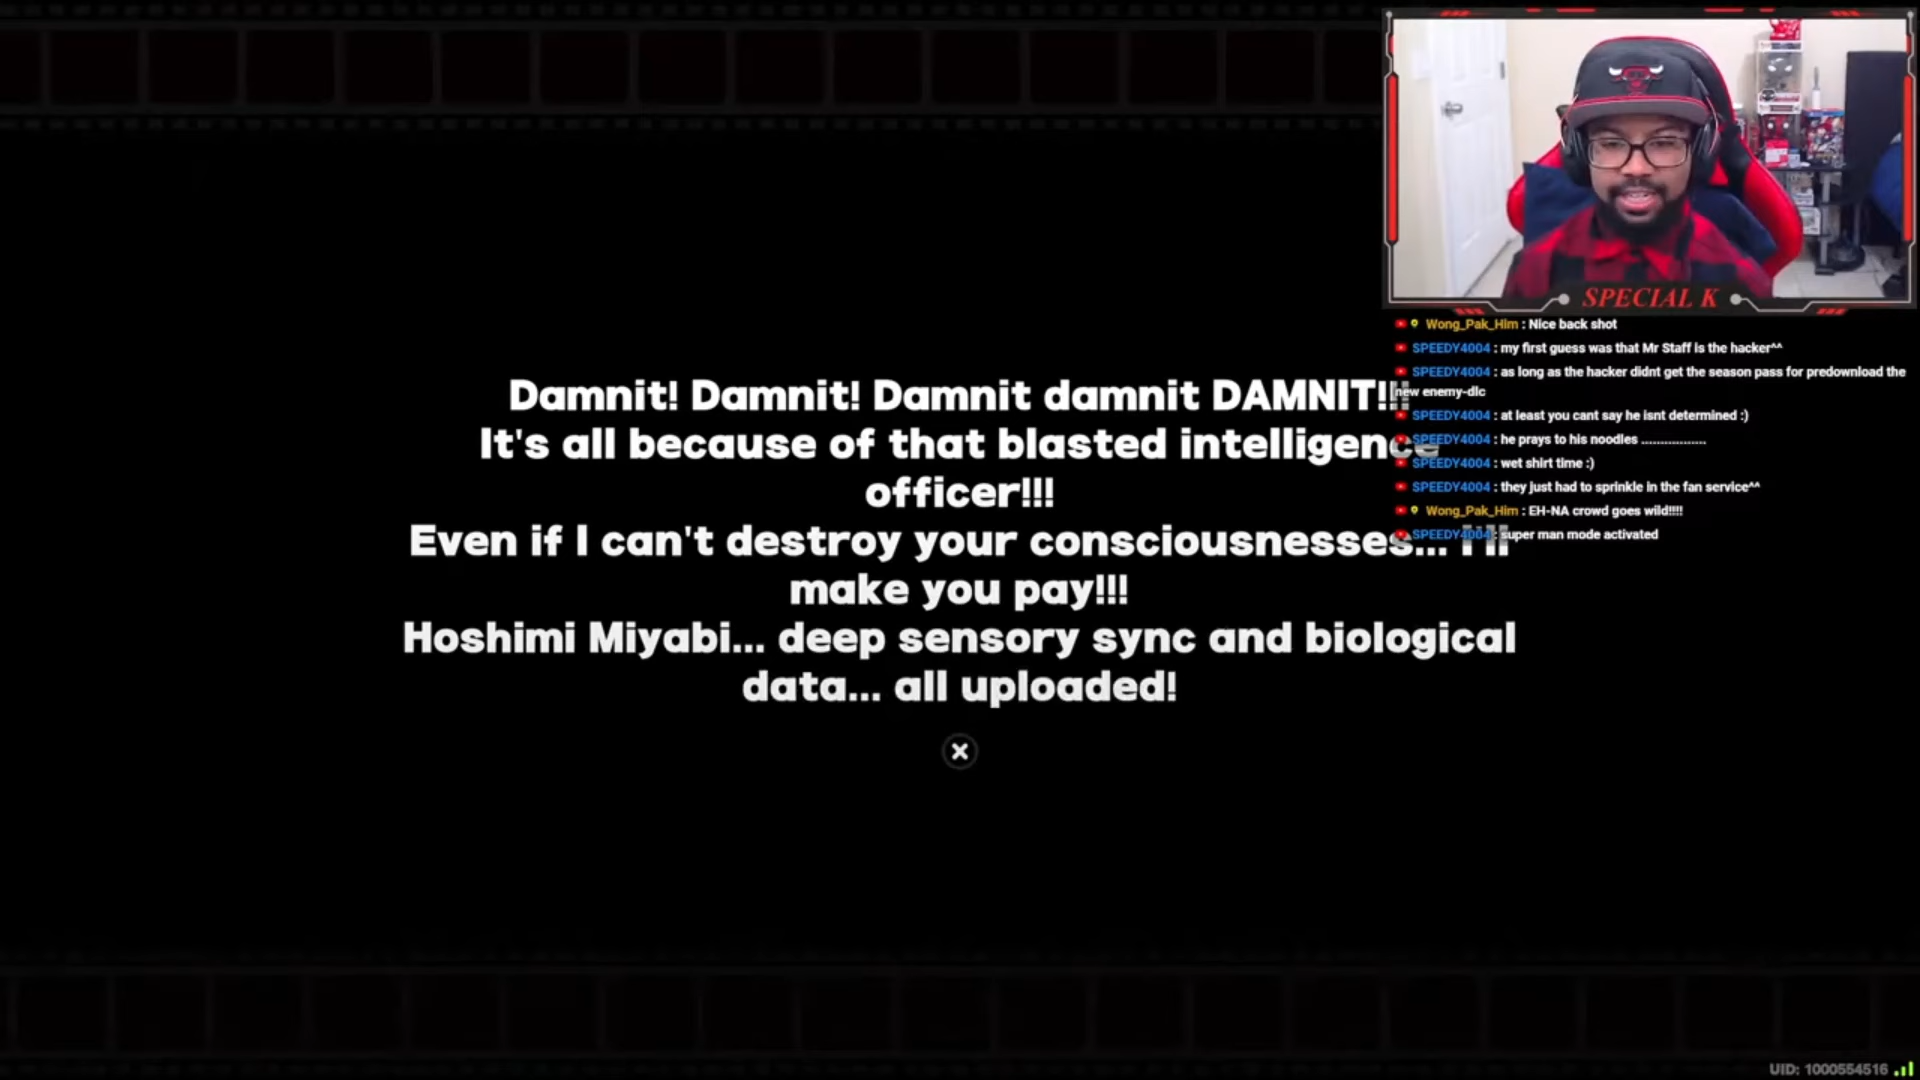 Damnit! Damnit! Damnit damnit DAMNIT!!!
It's all because of that blasted intelligence
officer!!!
Even if I can't destroy your consciousnesses... I'll
make you pay!!!
Hoshimi Miyabi... deep sensory sync and biological
data... all uploaded!
SPECIAL K
Wong_Pak_Him : Nice back shot
SPEEDY4004 : my first guess was that Mr Staff is the hacker^^
SPEEDY4004 : as long as the hacker didnt get the season pass for predownload the
new enemy-dlc
SPEEDY4004 : at least you cant say he isnt determined :)
SPEEDY4004 : he prays to his noodles .................
SPEEDY4004 : wet shirt time :)
SPEEDY4004 : they just had to sprinkle in the fan service^^
Wong_Pak_Him : EH-NA crowd goes wild!!!!
SPEEDY4004 : super man mode activated
UID: 1000554516